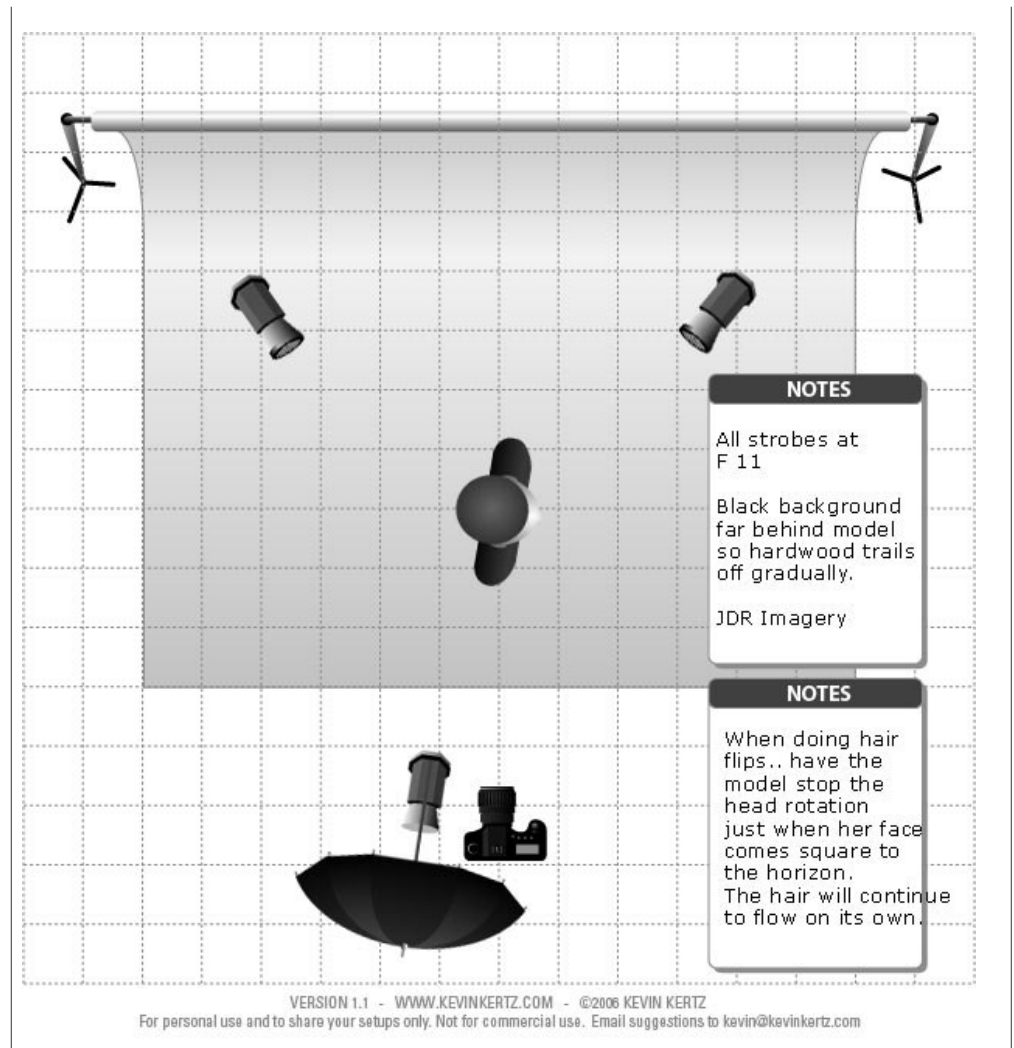 NOTES
All strobes at
F 11
Black background
far behind model
so hardwood trails
off gradually.
JDR Imagery
NOTES
When doing hair
flips.. have the
model stop the
head rotation
just when her face
comes square to
the horizon.
The hair will continue
to flow on its own.
VERSION 1.1 - WWW.KEVINKERTZ.COM - ©2006 KEVIN KERTZ
For personal use and to share your setups only. Not for commercial use. Email suggestions to kevin@kevinkertz.com